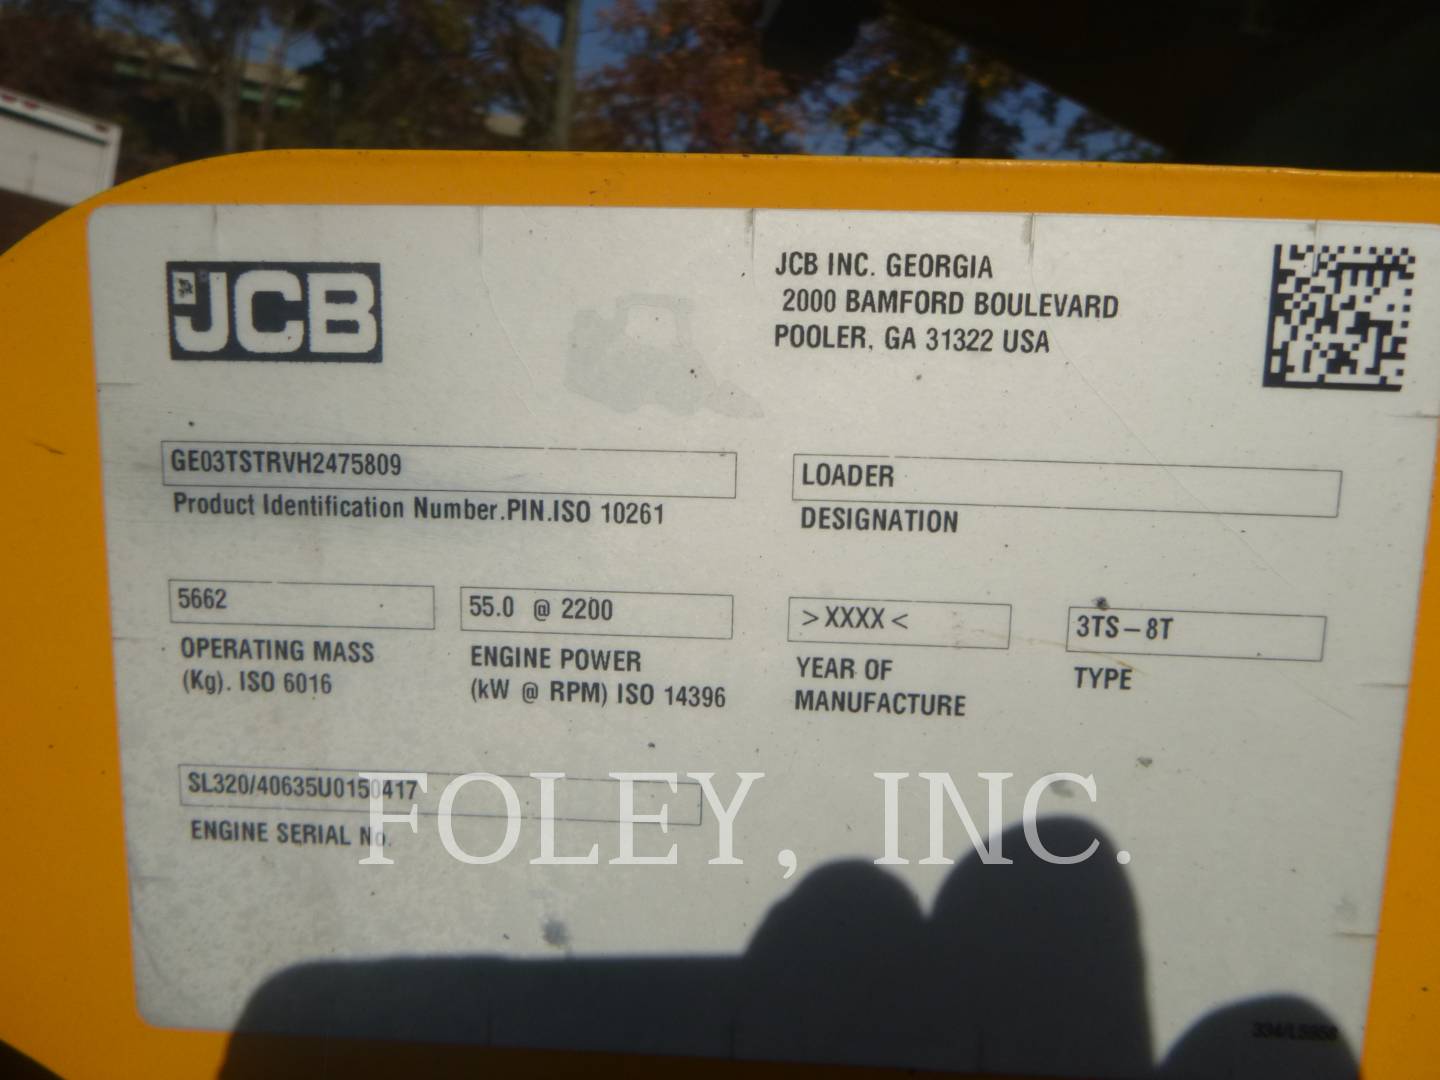 JCB
JCB INC. GEORGIA
2000 BAMFORD BOULEVARD
POOLER, GA 31322 USA
GE03TSTRVH2475809
Product Identification Number.PIN.ISO 10261
LOADER
DESIGNATION
5662
OPERATING MASS
(Kg). ISO 6016
55.0 @ 2200
ENGINE POWER
(kW @ RPM) ISO 14396
>XXXX<
YEAR OF
MANUFACTURE
3TS-8T
TYPE
SL320/40635U0150417
ENGINE SERIAL No.
FOLEY, INC.